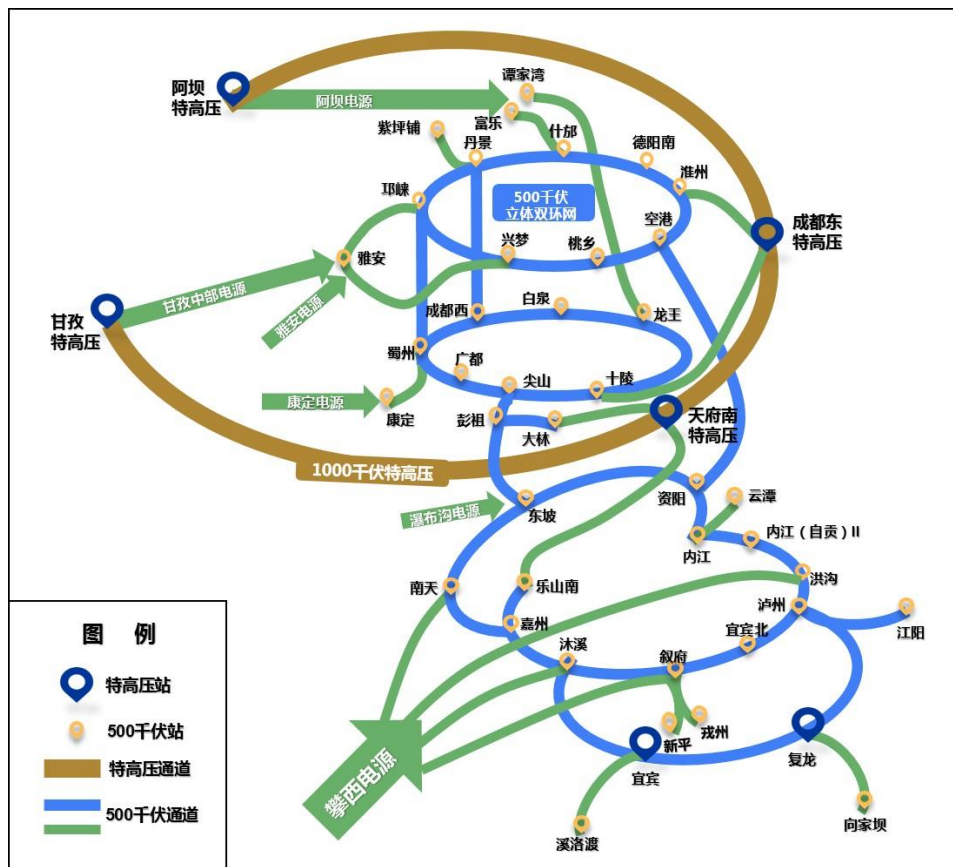 谭家湾
阿坝
特高压
阿坝电源
富乐
紫坪铺
什邡
德阳南
丹景
淮州
邛崃
500千伏
立体双环网
成都东
特高压
空港
兴梦
桃乡
雅安
甘孜中部电源
甘孜
特高压
雅安电源
成都西
白泉
龙王
蜀州
广都
尖山
十陵
康定电源
康定
彭祖
大林
天府南
特高压
1000千伏特高压
资阳
云潭
瀑布沟电源
东坡
内江
内江（自贡）II
南天
乐山南
洪沟
泸州
嘉州
宜宾北
江阳
沐溪
叙府
图 例
特高压站
500千伏站
特高压通道
500千伏通道
攀西电源
新平
戎州
宜宾
复龙
溪洛渡
向家坝